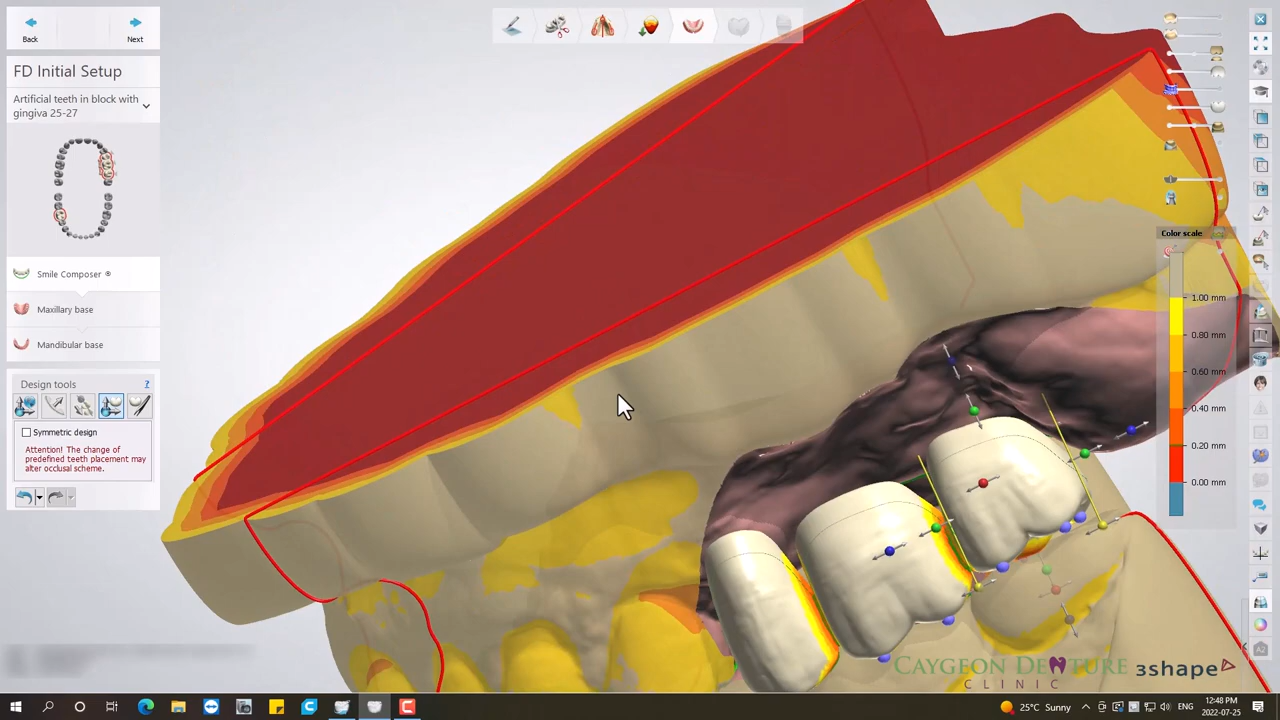 Back
Next
FD Initial Setup
Artificial teeth in block with
gingiva 25-27
Smile Composer ®
Maxillary base
Mandibular base
Design tools
?
Symmetric design
Attention! The change of
predefined teeth placement may
alter occlusal scheme.
Color scale
1.00 mm
0.80 mm
0.60 mm
0.40 mm
0.20 mm
0.00 mm
A2
CAYGEON DENTURE
CLINIC
3shape
25°C Sunny
ENG
12:48 PM
2022-07-25